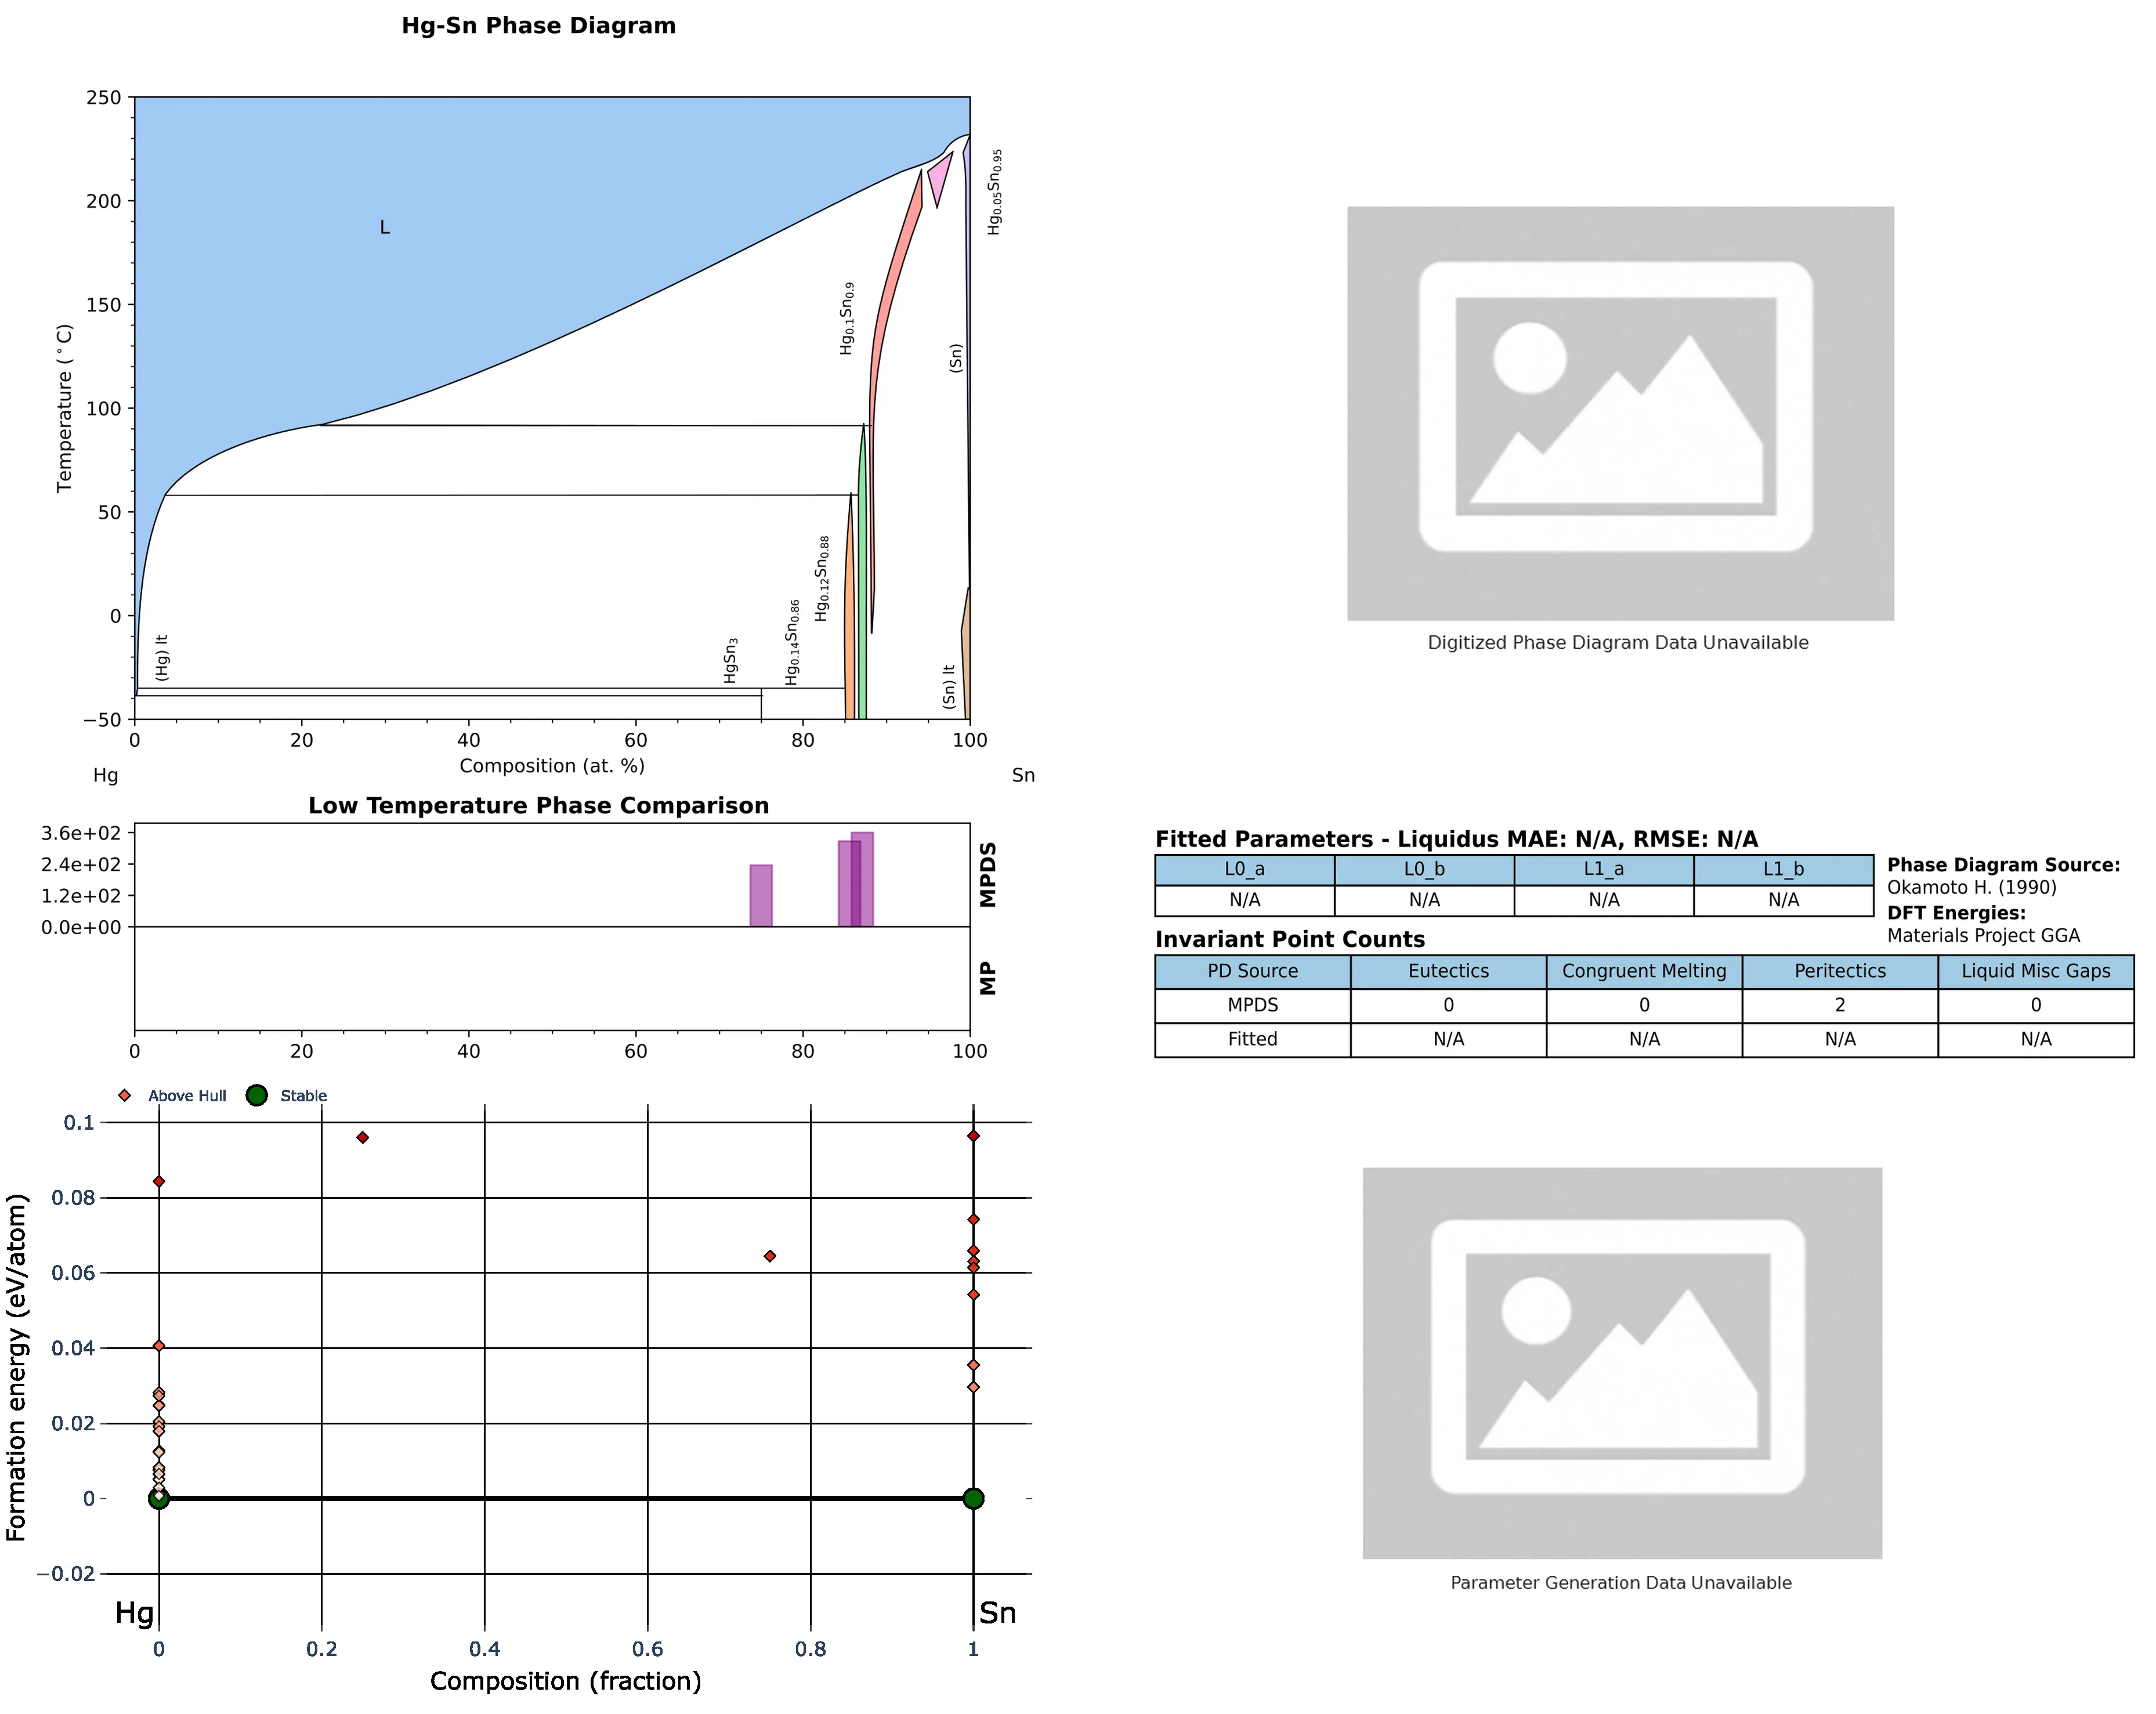 Hg-Sn Phase Diagram
250
200
150
100
50
0
−50
Temperature (°C)
L
Hg0.05Sn0.95
Hg0.1Sn0.9
(Sn)
Hg0.12Sn0.88
Hg0.14Sn0.86
HgSn3
(Hg) lt
(Sn) lt
0 20 40 60 80 100
Composition (at. %)
Hg Sn
Digitized Phase Diagram Data Unavailable
Low Temperature Phase Comparison
3.6e+02
2.4e+02
1.2e+02
0.0e+00
MPDS
MP
0 20 40 60 80 100
Fitted Parameters - Liquidus MAE: N/A, RMSE: N/A
L0_a L0_b L1_a L1_b
N/A N/A N/A N/A
Phase Diagram Source:
Okamoto H. (1990)
DFT Energies:
Materials Project GGA
Invariant Point Counts
PD Source Eutectics Congruent Melting Peritectics Liquid Misc Gaps
MPDS 0 0 2 0
Fitted N/A N/A N/A N/A
Above Hull Stable
0.1
0.08
0.06
0.04
0.02
0
−0.02
Formation energy (eV/atom)
Hg Sn
0 0.2 0.4 0.6 0.8 1
Composition (fraction)
Parameter Generation Data Unavailable